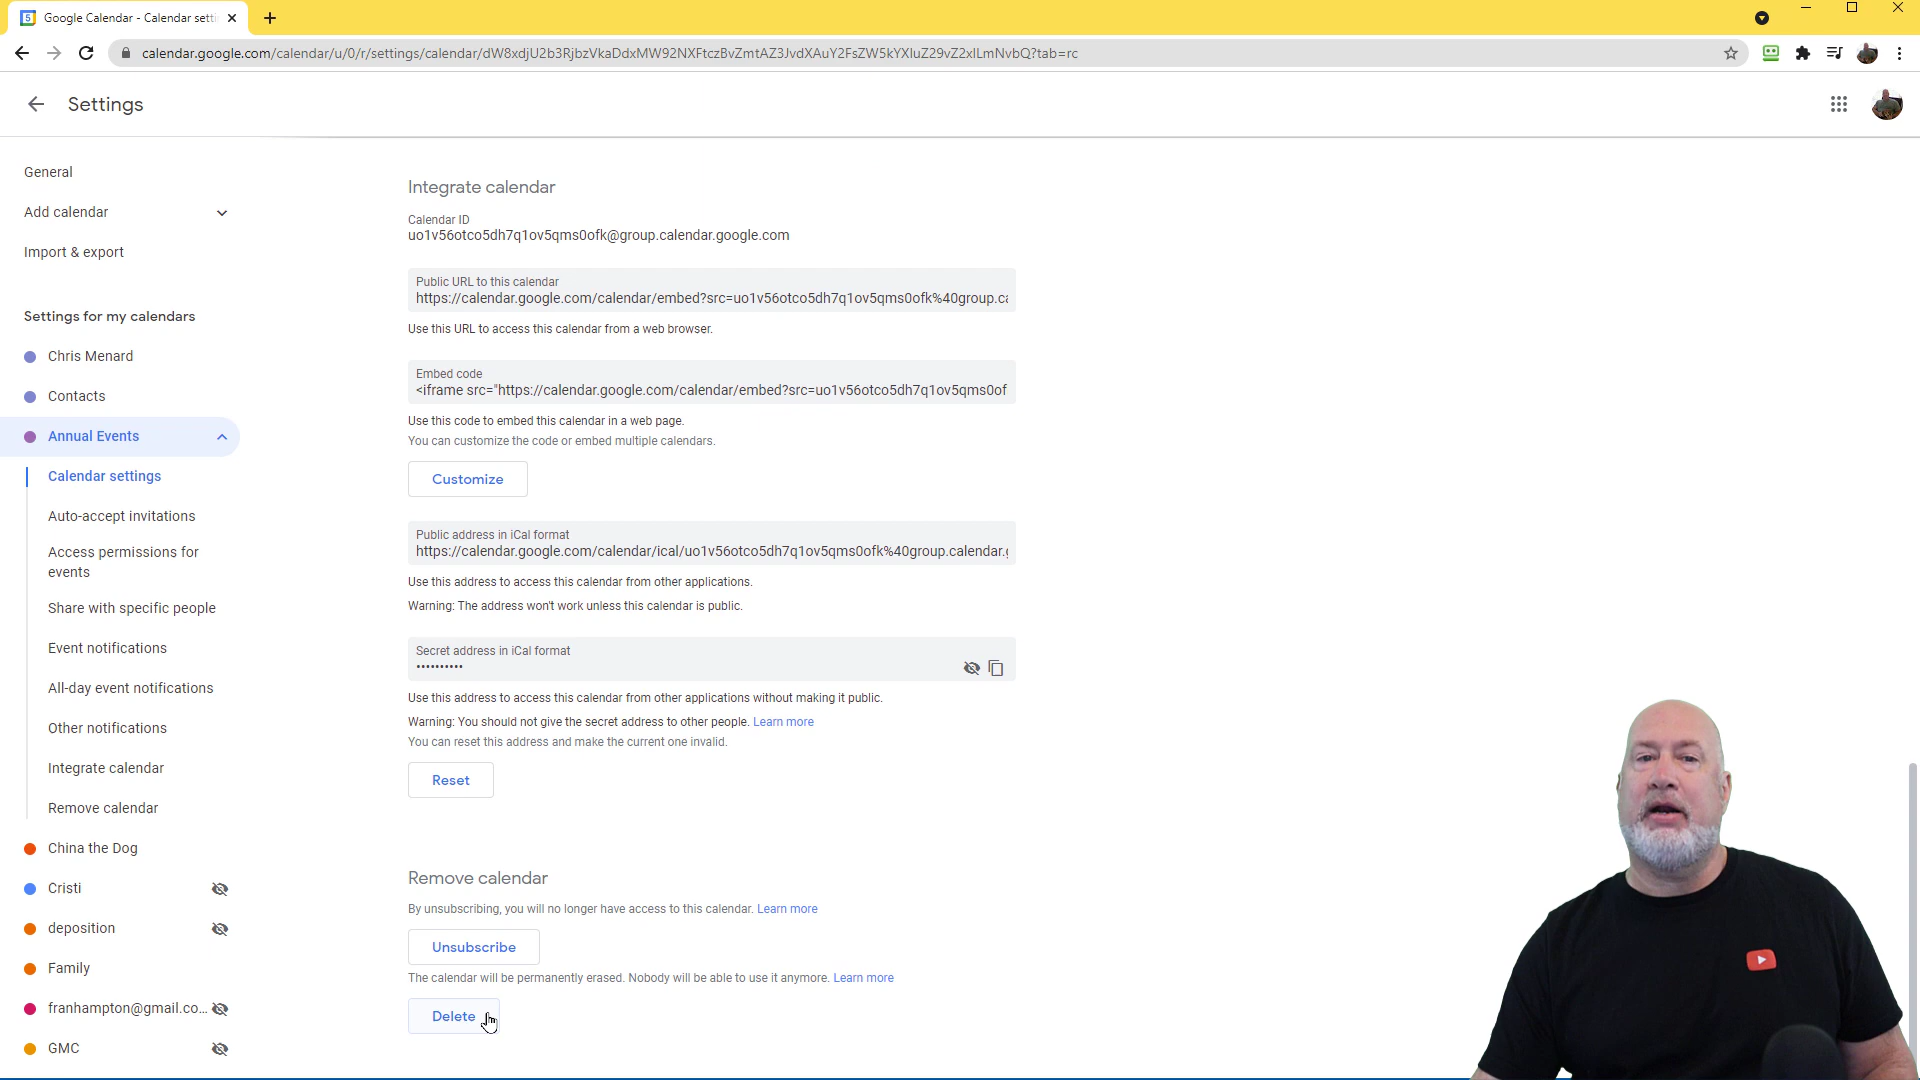 Google Calendar - Calendar setti
calendar.google.com/calendar/u/0/r/settings/calendar/dW8xdjU2b3RjbzVkaDdxMW92NXFtczBvZmtAZ3JvdXAuY2FsZW5kYXIuZ29vZ2xlLmNvbQ?tab=rc
Settings
General
Add calendar
Import & export
Settings for my calendars
Chris Menard
Contacts
Annual Events
Calendar settings
Auto-accept invitations
Access permissions for
events
Share with specific people
Event notifications
All-day event notifications
Other notifications
Integrate calendar
Remove calendar
China the Dog
Cristi
deposition
Family
franhampton@gmail.co...
GMC
Integrate calendar
Calendar ID
uo1v56otco5dh7q1ov5qms0ofk@group.calendar.google.com
Public URL to this calendar
https://calendar.google.com/calendar/embed?src=uo1v56otco5dh7q1ov5qms0ofk%40group.ca
Use this URL to access this calendar from a web browser.
Embed code
<iframe src="https://calendar.google.com/calendar/embed?src=uo1v56otco5dh7q1ov5qms0of
Use this code to embed this calendar in a web page.
You can customize the code or embed multiple calendars.
Customize
Public address in iCal format
https://calendar.google.com/calendar/ical/uo1v56otco5dh7q1ov5qms0ofk%40group.calendar.g
Use this address to access this calendar from other applications.
Warning: The address won't work unless this calendar is public.
Secret address in iCal format
••••••••••
Use this address to access this calendar from other applications without making it public.
Warning: You should not give the secret address to other people. Learn more
You can reset this address and make the current one invalid.
Reset
Remove calendar
By unsubscribing, you will no longer have access to this calendar. Learn more
Unsubscribe
The calendar will be permanently erased. Nobody will be able to use it anymore. Learn more
Delete